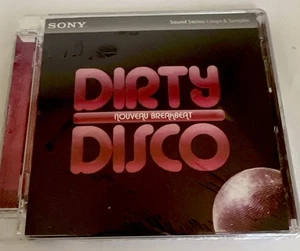 SONY
Sound Series: Loops & Samples
DIRTY
NOUVEAU BREAKBEAT
DISCO